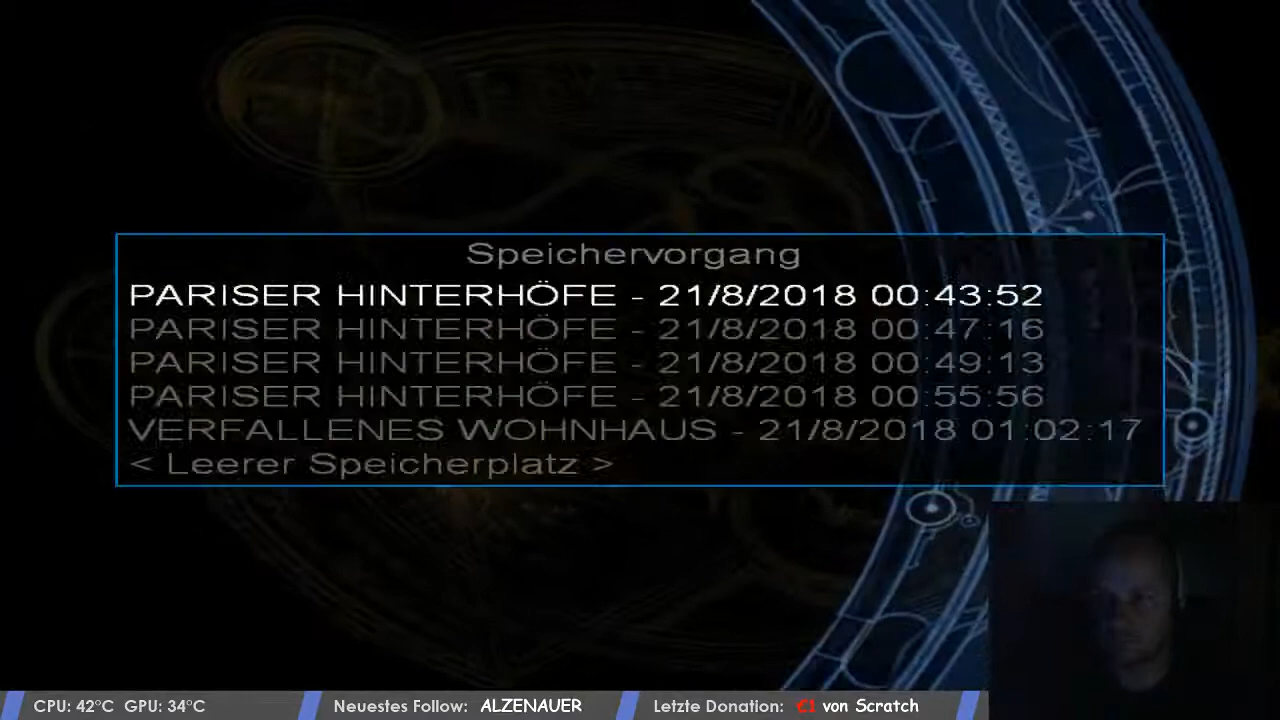 Speichervorgang
PARISER HINTERHÖFE - 21/8/2018 00:43:52
PARISER HINTERHÖFE - 21/8/2018 00:47:16
PARISER HINTERHÖFE - 21/8/2018 00:49:13
PARISER HINTERHÖFE - 21/8/2018 00:55:56
VERFALLENES WOHNHAUS - 21/8/2018 01:02:17
< Leerer Speicherplatz >
CPU: 42°C GPU: 34°C Neuestes Follow: ALZENAUER Letzte Donation: €1 von Scratch